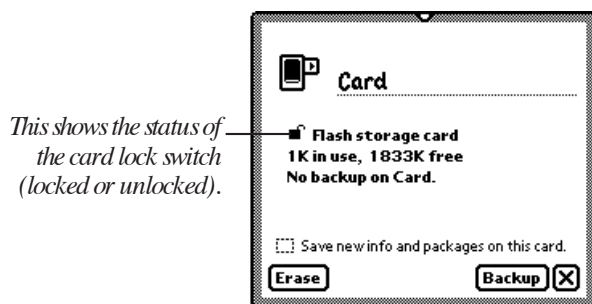 Card
This shows the status of
the card lock switch
(locked or unlocked).
Flash storage card
1K in use, 1833K free
No backup on Card.
Save new info and packages on this card.
Erase
Backup